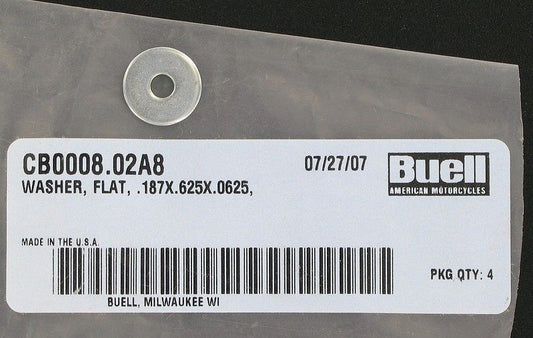 CB0008.02A8 07/27/07 Buell
AMERICAN MOTORCYCLES
WASHER, FLAT, .187X.625X.0625,
MADE IN THE U.S.A.
PKG QTY: 4
BUELL, MILWAUKEE WI